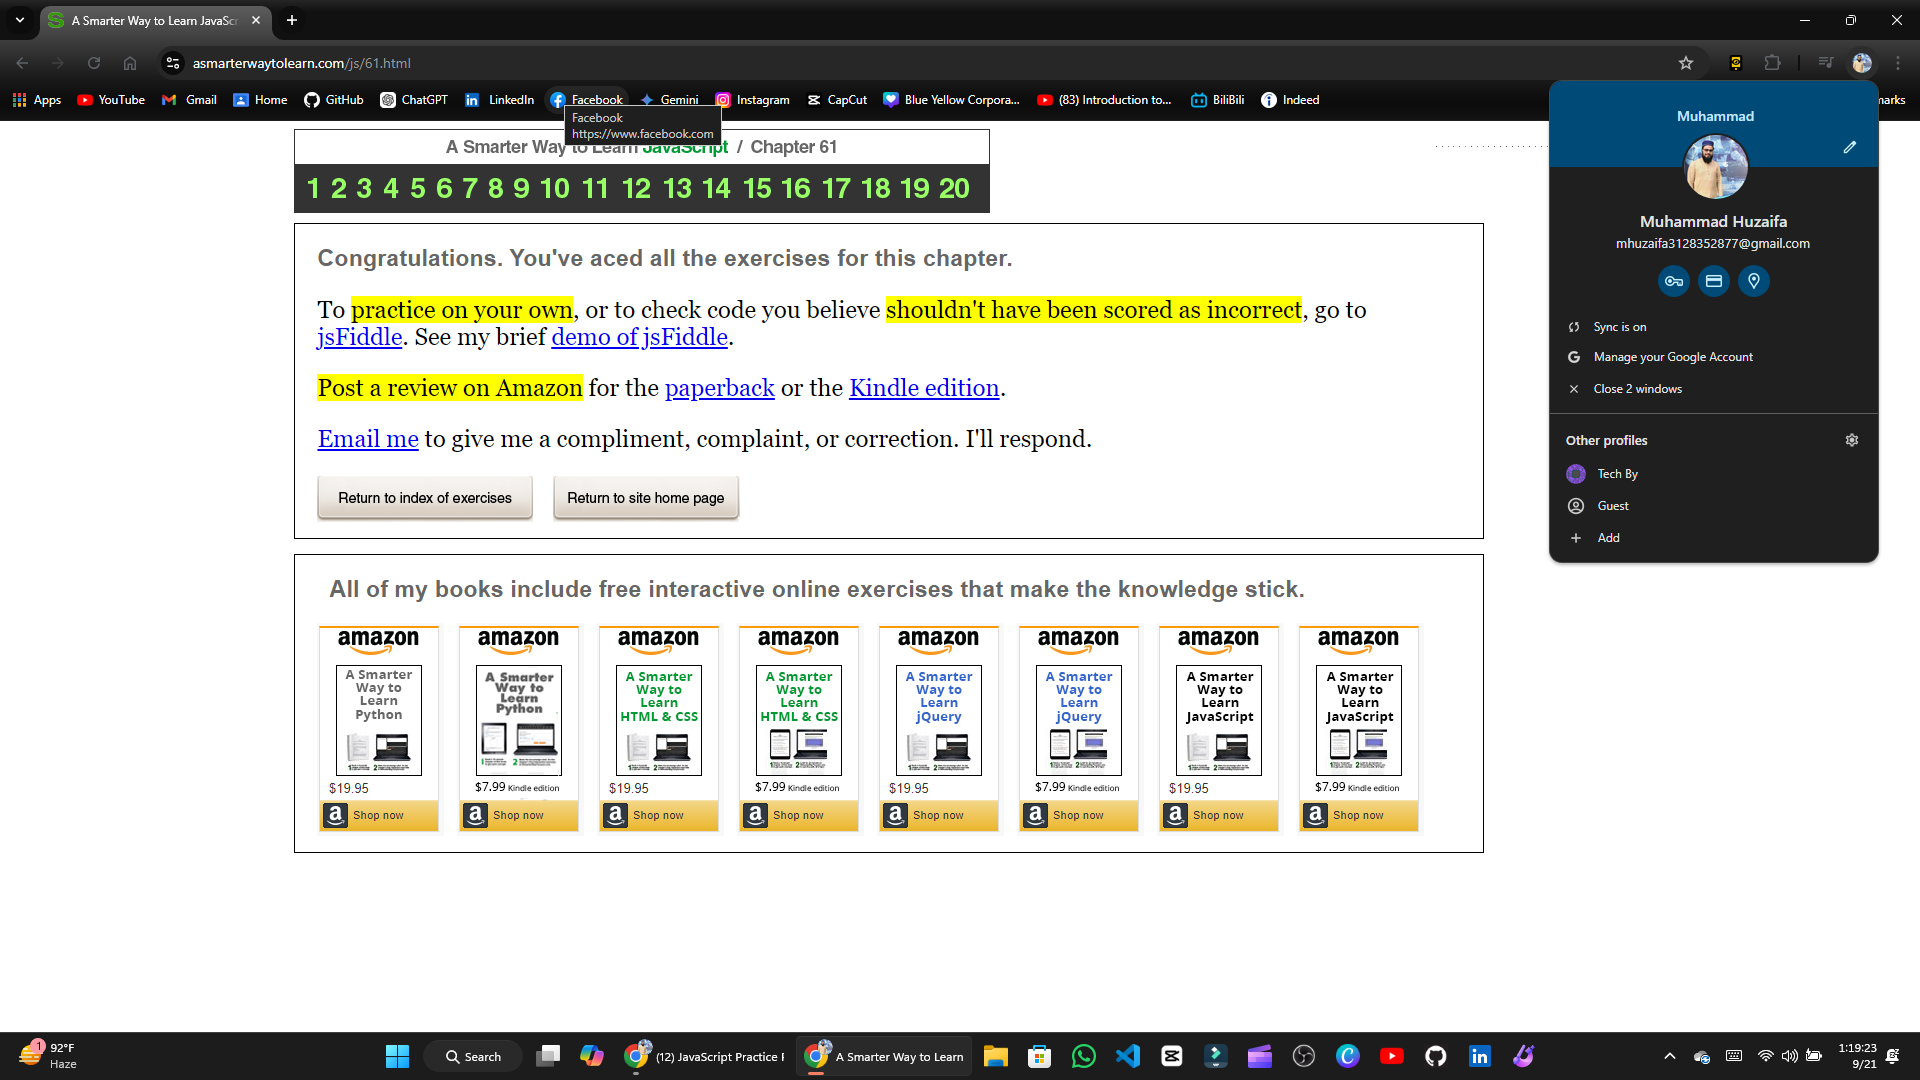 A Smarter Way to Learn JavaSc
asmarterwaytolearn.com/js/61.html
Apps
YouTube
Gmail
Home
GitHub
ChatGPT
LinkedIn
Facebook
Gemini
Instagram
CapCut
Blue Yellow Corpora...
(83) Introduction to...
BiliBili
Indeed
marks
Facebook
https://www.facebook.com
A Smarter Way to Learn JavaScript / Chapter 61
1 2 3 4 5 6 7 8 9 10 11 12 13 14 15 16 17 18 19 20
Congratulations. You've aced all the exercises for this chapter.
To practice on your own, or to check code you believe shouldn't have been scored as incorrect, go to
jsFiddle. See my brief demo of jsFiddle.
Post a review on Amazon for the paperback or the Kindle edition.
Email me to give me a compliment, complaint, or correction. I'll respond.
Return to index of exercises
Return to site home page
All of my books include free interactive online exercises that make the knowledge stick.
amazon
A Smarter
Way to
Learn
Python
$19.95
a Shop now
amazon
A Smarter
Way to
Learn
Python
$7.99 Kindle edition
a Shop now
amazon
A Smarter
Way to
Learn
HTML & CSS
$19.95
a Shop now
amazon
A Smarter
Way to
Learn
HTML & CSS
$7.99 Kindle edition
a Shop now
amazon
A Smarter
Way to
Learn
jQuery
$19.95
a Shop now
amazon
A Smarter
Way to
Learn
jQuery
$7.99 Kindle edition
a Shop now
amazon
A Smarter
Way to
Learn
JavaScript
$19.95
a Shop now
amazon
A Smarter
Way to
Learn
JavaScript
$7.99 Kindle edition
a Shop now
Muhammad
Muhammad Huzaifa
mhuzaifa3128352877@gmail.com
Sync is on
Manage your Google Account
Close 2 windows
Other profiles
Tech By
Guest
Add
1
92°F
Haze
Search
(12) JavaScript Practice
A Smarter Way to Learn
1:19:23
9/21